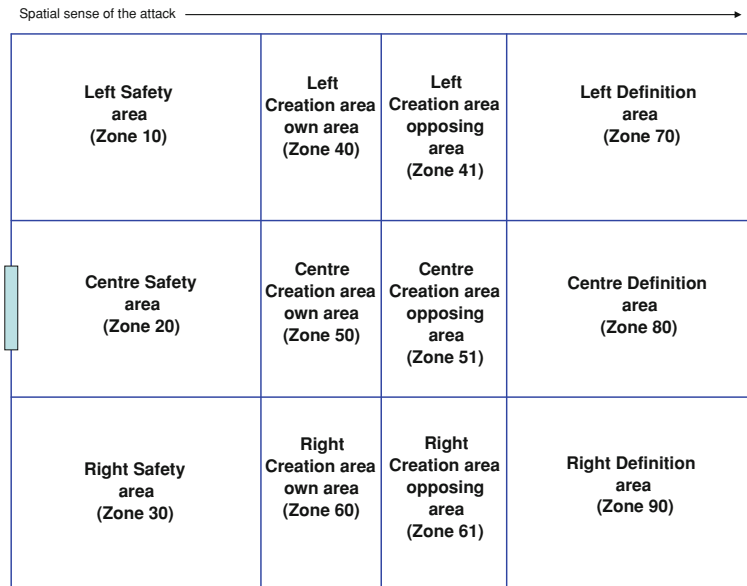 Spatial sense of the attack
Left Safety
area
(Zone 10)
Left
Creation area
own area
(Zone 40)
Left
Creation area
opposing
area
(Zone 41)
Left Definition
area
(Zone 70)
Centre Safety
area
(Zone 20)
Centre
Creation area
own area
(Zone 50)
Centre
Creation area
opposing
area
(Zone 51)
Centre Definition
area
(Zone 80)
Right Safety
area
(Zone 30)
Right
Creation area
own area
(Zone 60)
Right
Creation area
opposing
area
(Zone 61)
Right Definition
area
(Zone 90)